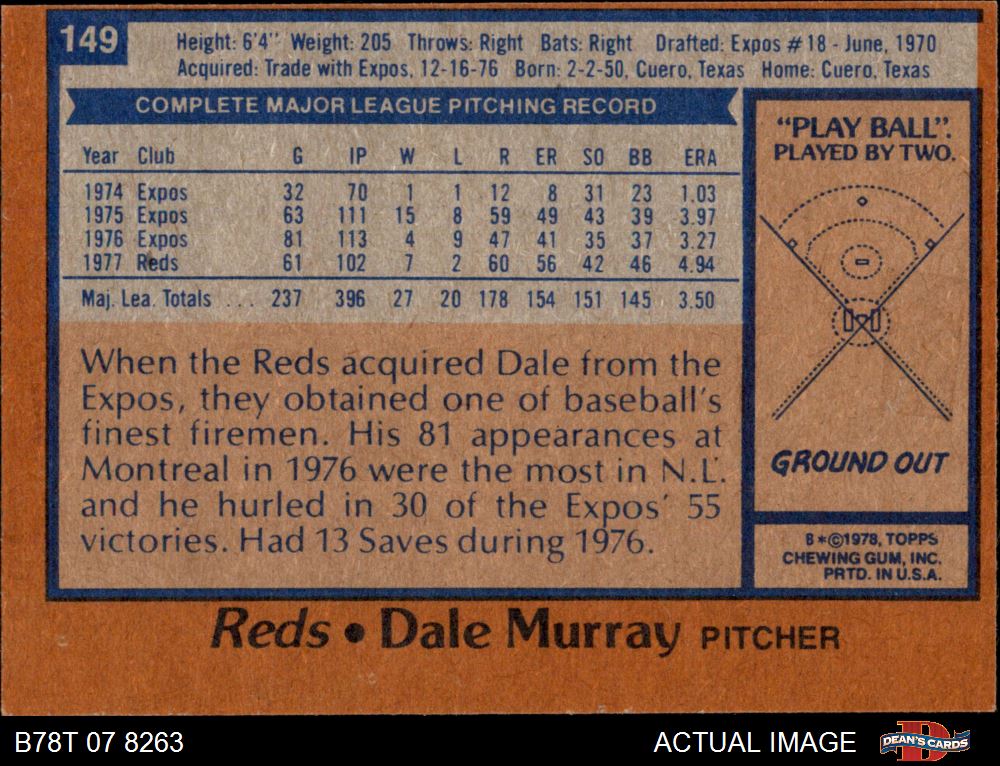 149
Height: 6'4" Weight: 205 Throws: Right Bats: Right Drafted: Expos #18 - June, 1970
Acquired: Trade with Expos, 12-16-76 Born: 2-2-50, Cuero, Texas Home: Cuero, Texas
COMPLETE MAJOR LEAGUE PITCHING RECORD
Year Club G IP W L R ER SO BB ERA
1974 Expos 32 70 1 1 12 8 31 23 1.03
1975 Expos 63 111 15 8 59 49 43 39 3.97
1976 Expos 81 113 4 9 47 41 35 37 3.27
1977 Reds 61 102 7 2 60 56 42 46 4.94
Maj. Lea. Totals ... 237 396 27 20 178 154 151 145 3.50
When the Reds acquired Dale from the
Expos, they obtained one of baseball's
finest firemen. His 81 appearances at
Montreal in 1976 were the most in N.L.
and he hurled in 30 of the Expos' 55
victories. Had 13 Saves during 1976.
"PLAY BALL".
PLAYED BY TWO.
GROUND OUT
B*©1978, TOPPS
CHEWING GUM, INC.
PRTD. IN U.S.A.
Reds • Dale Murray PITCHER
B78T 07 8263
ACTUAL IMAGE
D
DEAN'S CARDS